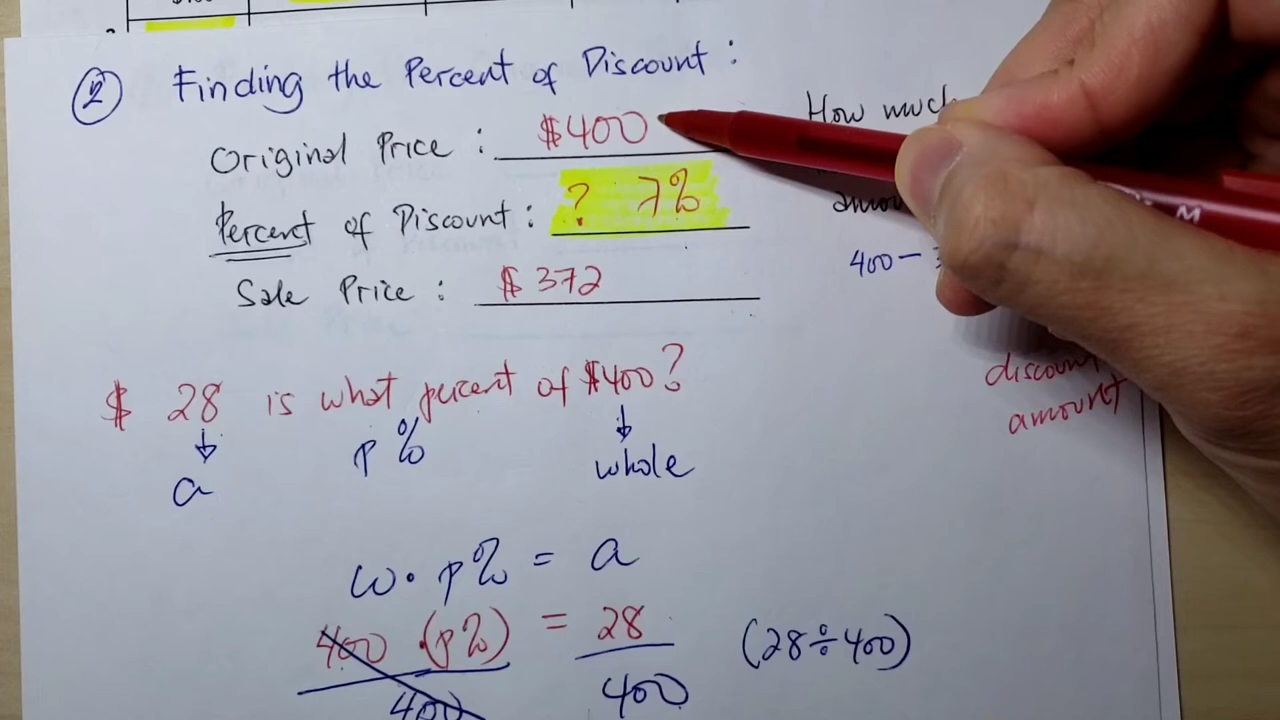 ② Finding the Percent of Discount :
Original Price : $400
Percent of Discount : ? 7%
Sale Price : $372
How much
400 –
discount
amount
$ 28 is what percent of $400?
a p% whole
w · p% = a
400 · (p%) = 28 (28 ÷ 400)
400 400
M